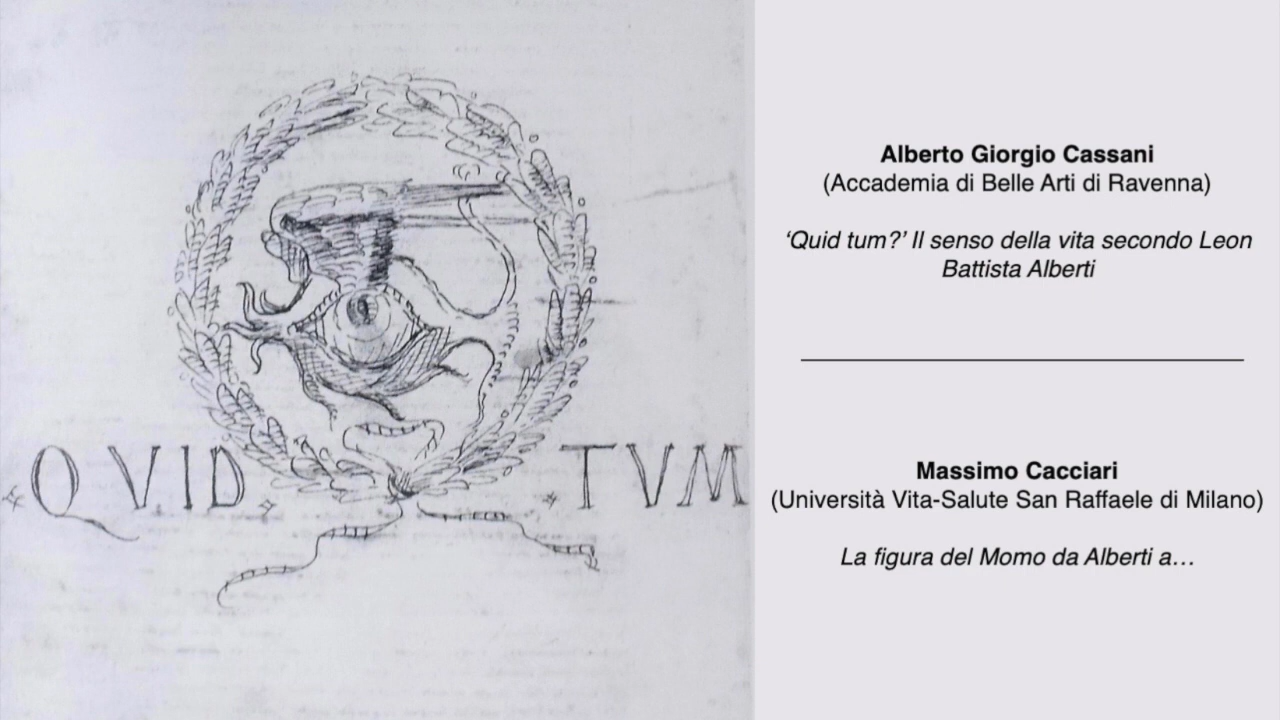 QVID TVM
Alberto Giorgio Cassani
(Accademia di Belle Arti di Ravenna)
‘Quid tum?’ Il senso della vita secondo Leon
Battista Alberti
Massimo Cacciari
(Università Vita-Salute San Raffaele di Milano)
La figura del Momo da Alberti a…